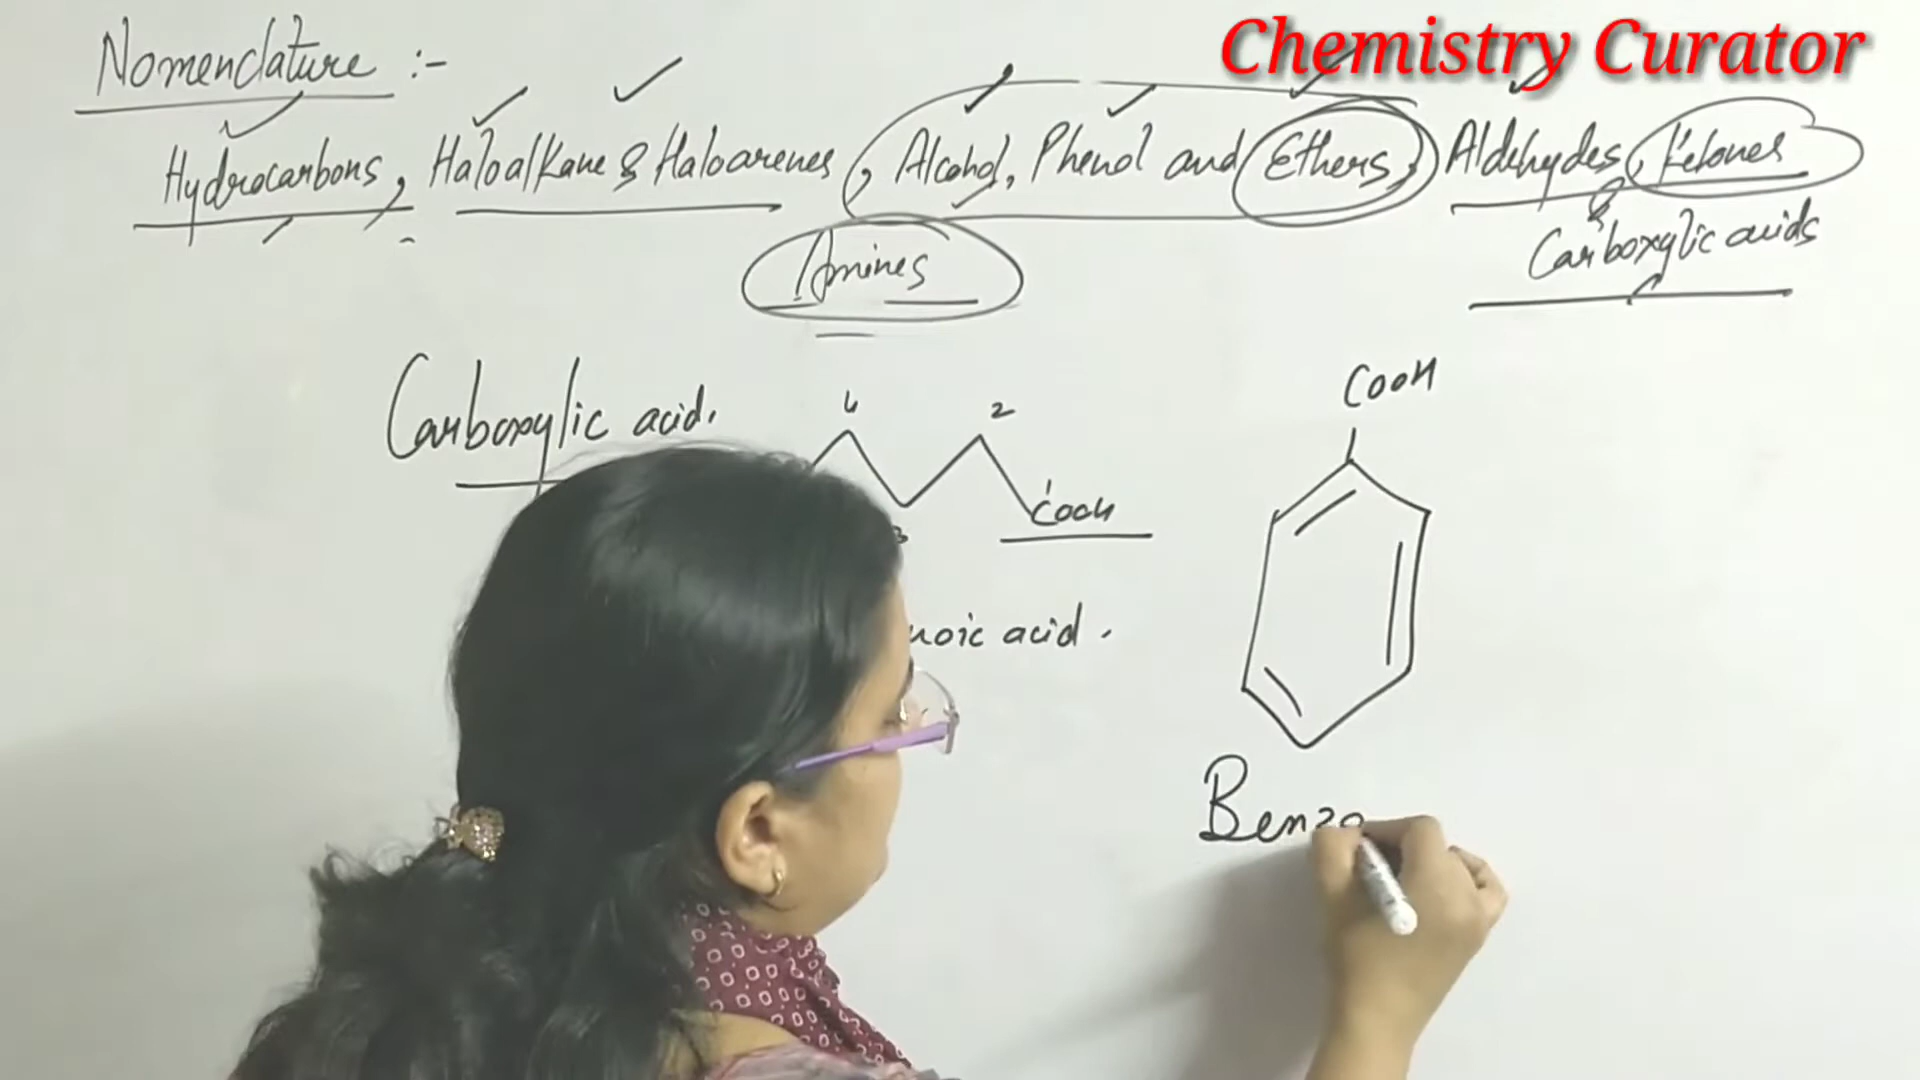 Chemistry Curator
Nomenclature :-
Hydrocarbons, Haloalkane & Haloarenes, Alcohol, Phenol and Ethers, Aldehydes, Ketones
& Carboxylic acids
Amines
Carboxylic acid.
4
2
3
1
COOH
noic acid.
COOH
Benzo